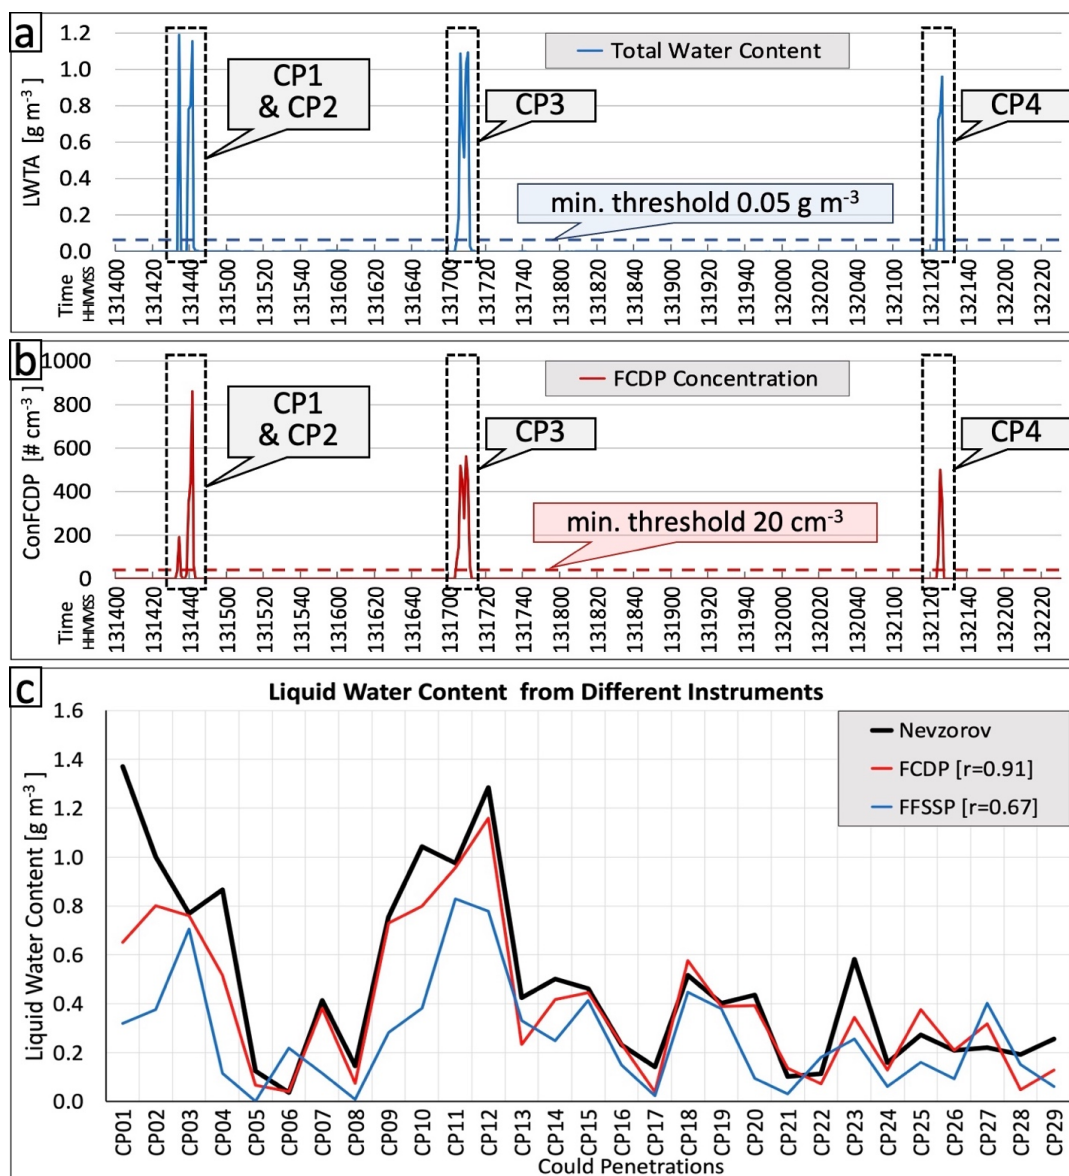 a
Total Water Content
CP1
& CP2
CP3
CP4
min. threshold 0.05 g m-3
LWTA [g m-3]
1.2
1.0
0.8
0.6
0.4
0.2
0.0
Time
HHMMSS
131400
131420
131440
131500
131520
131540
131600
131620
131640
131700
131720
131740
131800
131820
131840
131900
131920
131940
132000
132020
132040
132100
132120
132140
132200
132220
b
FCDP Concentration
CP1
& CP2
CP3
CP4
min. threshold 20 cm-3
ConFCDP [# cm-3]
1000
800
600
400
200
0
Time
HHMMSS
131400
131420
131440
131500
131520
131540
131600
131620
131640
131700
131720
131740
131800
131820
131840
131900
131920
131940
132000
132020
132040
132100
132120
132140
132200
132220
c
Liquid Water Content from Different Instruments
Nevzorov
FCDP [r=0.91]
FFSSP [r=0.67]
Liquid Water Content [g m-3]
1.6
1.4
1.2
1.0
0.8
0.6
0.4
0.2
0.0
CP01
CP02
CP03
CP04
CP05
CP06
CP07
CP08
CP09
CP10
CP11
CP12
CP13
CP14
CP15
CP16
CP17
CP18
CP19
CP20
CP21
CP22
CP23
CP24
CP25
CP26
CP27
CP28
CP29
Could Penetrations